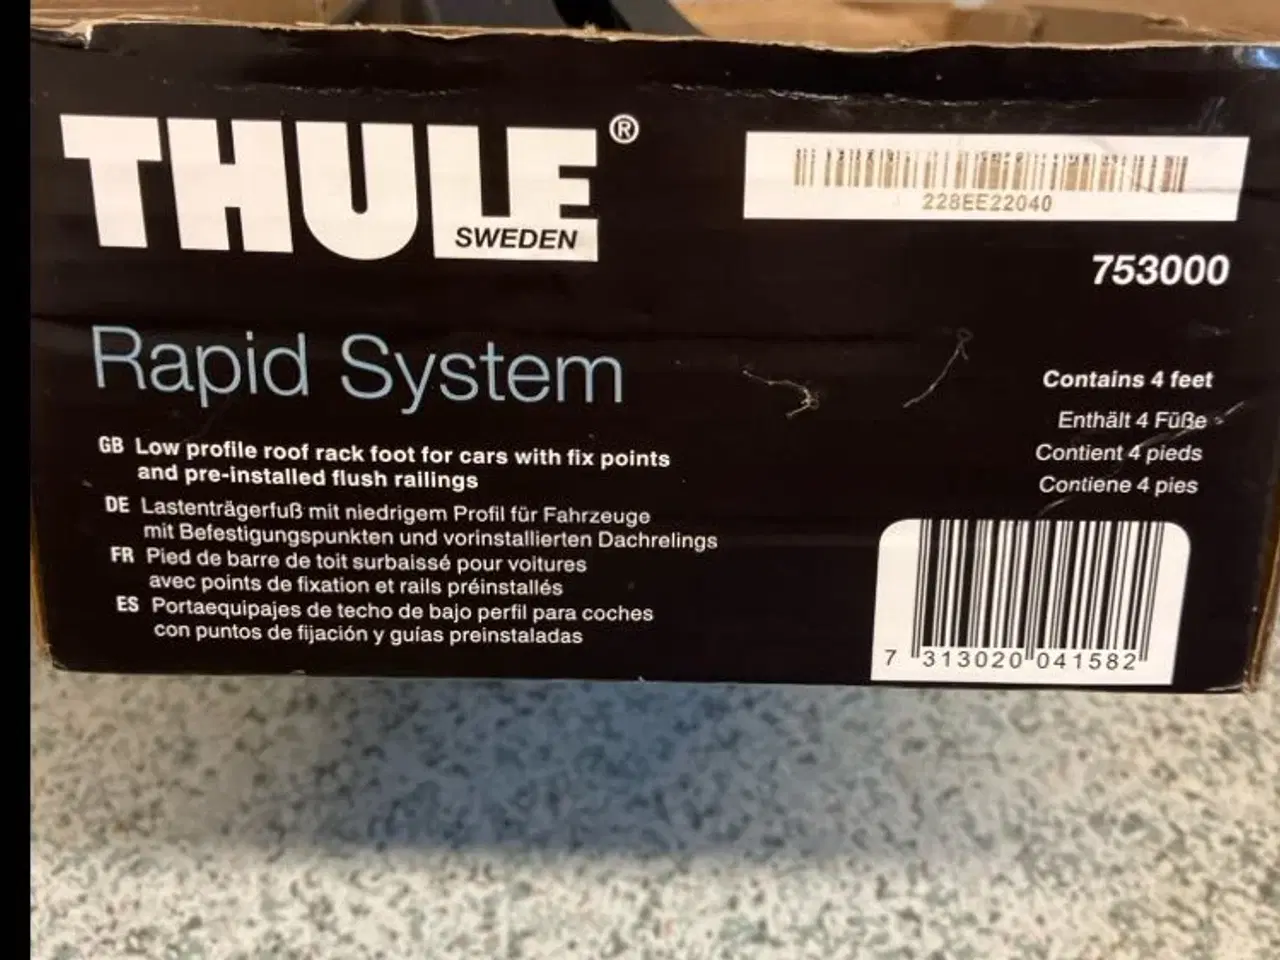 THULE®
SWEDEN
228EE22040
753000
Rapid System
Contains 4 feet
Enthält 4 Füße
Contient 4 pieds
Contiene 4 pies
GB Low profile roof rack foot for cars with fix points
and pre-installed flush railings
DE Lastenträgerfuß mit niedrigem Profil für Fahrzeuge
mit Befestigungspunkten und vorinstallierten Dachrelings
FR Pied de barre de toit surbaissé pour voitures
avec points de fixation et rails préinstallés
ES Portaequipajes de techo de bajo perfil para coches
con puntos de fijación y guías preinstaladas
7 313020 041582